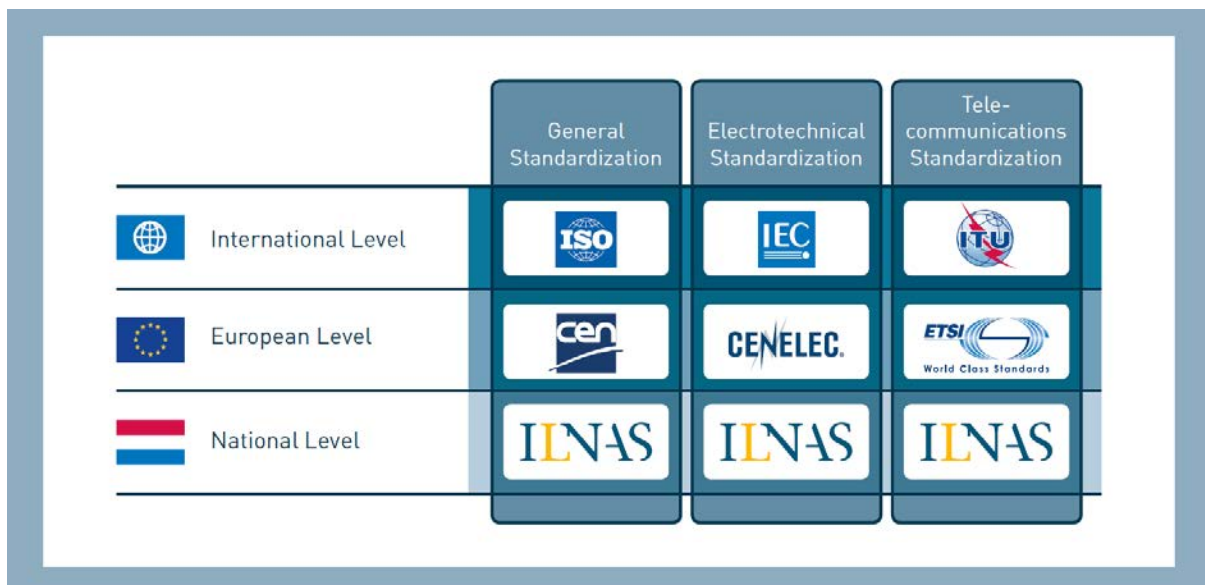 General
Standardization
Electrotechnical
Standardization
Tele-
communications
Standardization
International Level
ISO
IEC
ITU
European Level
cen
CENELEC®
ETSI
World Class Standards
National Level
ILNAS
ILNAS
ILNAS